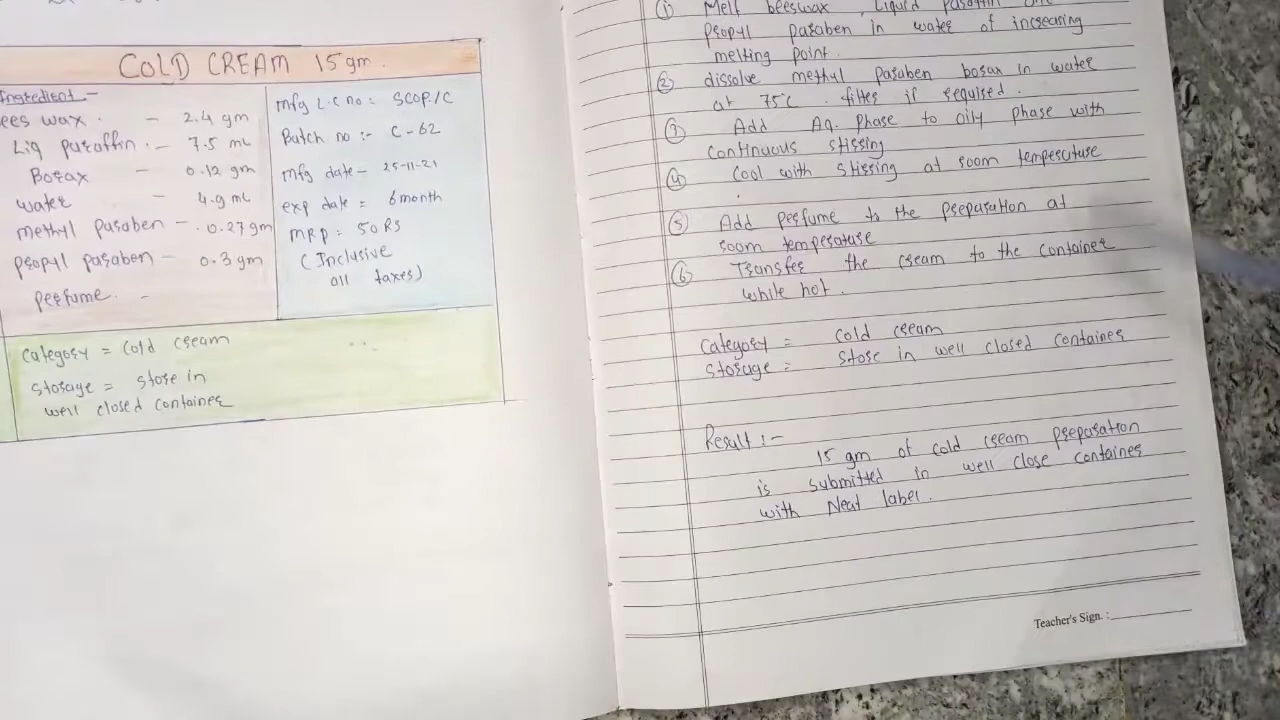 COLD CREAM 15 gm.
Ingredient -
ees wax. - 2.4 gm
Liq paraffin. - 7.5 mL
Borax - 0.12 gm
water - 4.9 mL
methyl paraben - 0.27 gm
propyl paraben - 0.3 gm
perfume. -
mfg L.C no: SCOP/C
Batch no :- C-62
mfg date - 25-11-21
exp date = 6 month
MRP = 50 RS
(Inclusive
all taxes)
category = cold cream
storage = store in
well closed container
① Melt beeswax, Liquid paraffin
propyl paraben in water of increasing
melting point.
② dissolve methyl paraben borax in water
at 75c. filter if required.
③ Add Aq. phase to oily phase with
continuous stirring
④ Cool with stirring at room temperature
⑤ Add perfume to the preparation at
room temperature
⑥ Transfer the cream to the container
while hot.
Category = cold cream
storage = store in well closed container
Result :-
15 gm of cold cream preparation
is submitted in well close container
with Neat label.
Teacher's Sign. :